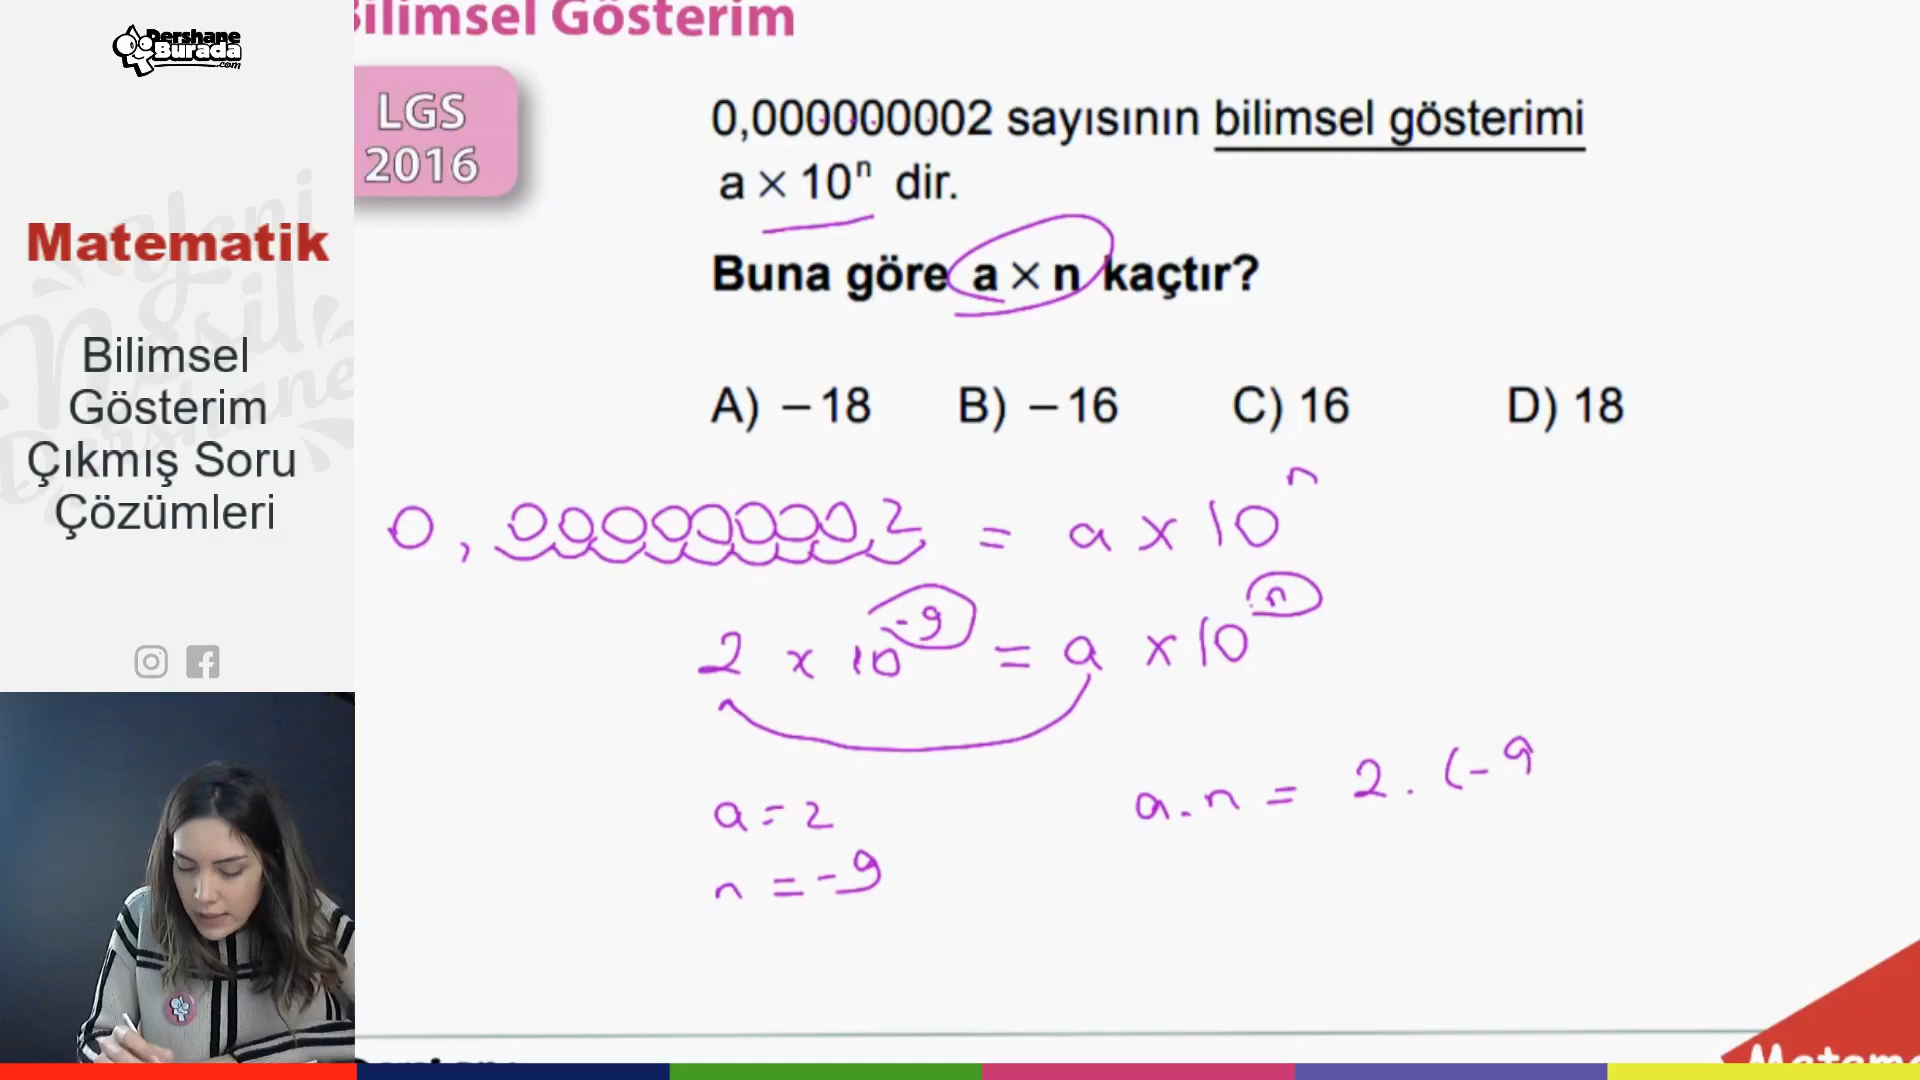 Dershane
Burada
.com
Matematik
Bilimsel
Gösterim
Çıkmış Soru
Çözümleri
Bilimsel Gösterim
LGS
2016
0,000000002 sayısının bilimsel gösterimi
a × 10ⁿ dir.
Buna göre a × n kaçtır?
A) – 18 B) – 16 C) 16 D) 18
0,000000002 = a x 10ⁿ
2 x 10⁻⁹ = a x 10ⁿ
a = 2
n = -9
a.n = 2.(-9